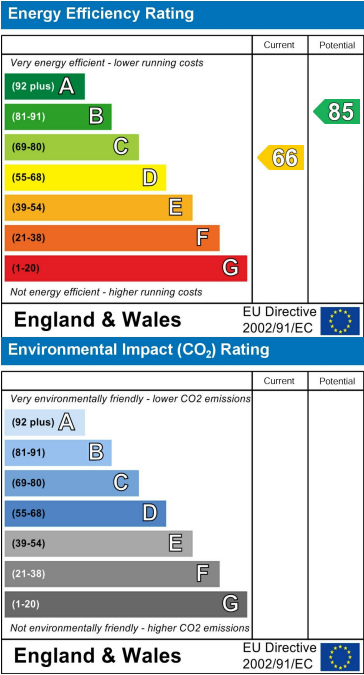 Energy Efficiency Rating
Current Potential
Very energy efficient - lower running costs
(92 plus) A
(81-91) B
(69-80) C
(55-68) D
(39-54) E
(21-38) F
(1-20) G
66
85
Not energy efficient - higher running costs
England & Wales
EU Directive
2002/91/EC
Environmental Impact (CO₂) Rating
Current Potential
Very environmentally friendly - lower CO2 emissions
(92 plus) A
(81-91) B
(69-80) C
(55-68) D
(39-54) E
(21-38) F
(1-20) G
Not environmentally friendly - higher CO2 emissions
England & Wales
EU Directive
2002/91/EC